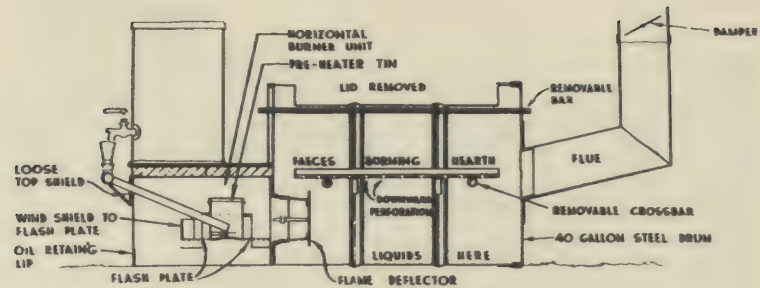 HORIZONTAL
BURNER UNIT
PRE-HEATER TIN
DAMPER
LID REMOVED
REMOVABLE
BAR
LOOSE
TOP SHIELD
FAECES BURNING HEARTH
FLUE
DOWNWARD
PERFORATION
WIND SHIELD TO
FLASH PLATE
REMOVABLE CROSSBAR
OIL RETAINING
LIP
40 GALLON STEEL DRUM
LIQUIDS HERE
FLASH PLATE
FLAME DEFLECTOR